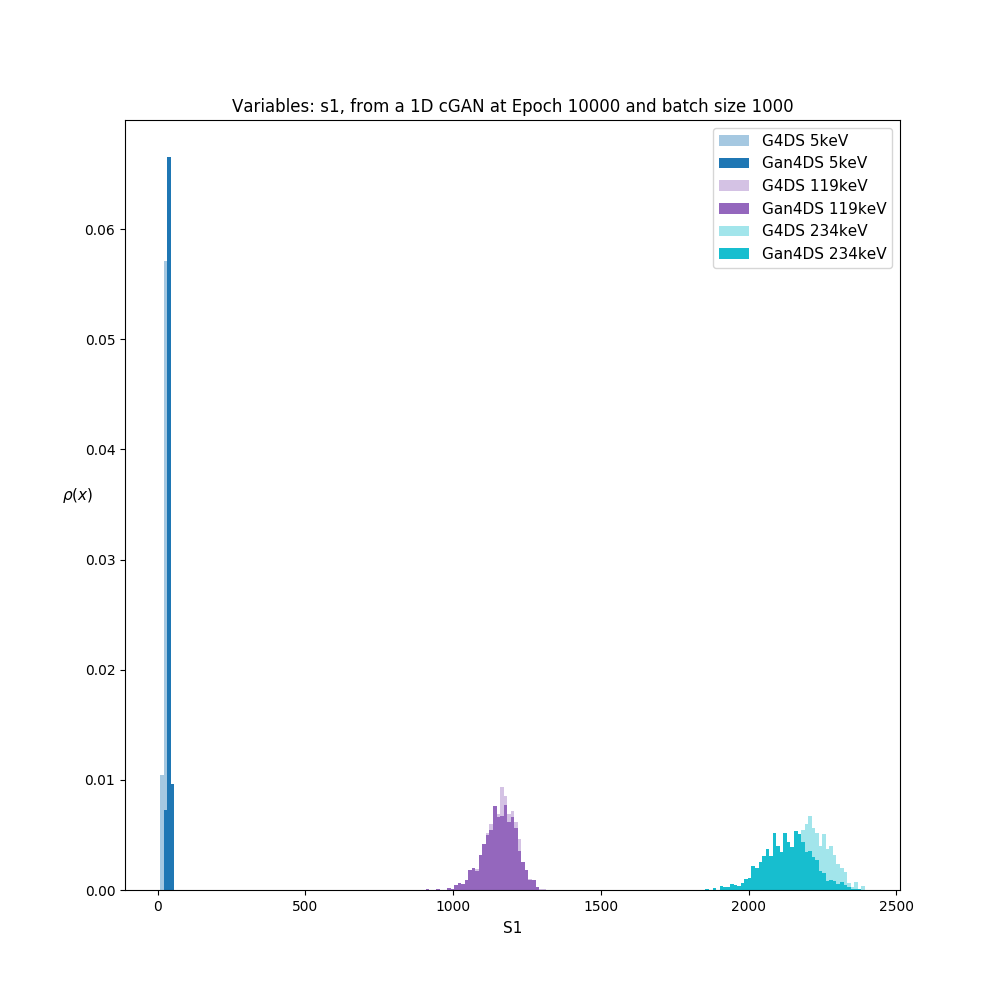 Variables: s1, from a 1D cGAN at Epoch 10000 and batch size 1000
G4DS 5keV
Gan4DS 5keV
G4DS 119keV
Gan4DS 119keV
G4DS 234keV
Gan4DS 234keV
0.06
0.05
0.04
ρ(x)
0.03
0.02
0.01
0.00
0 500 1000 1500 2000 2500
S1